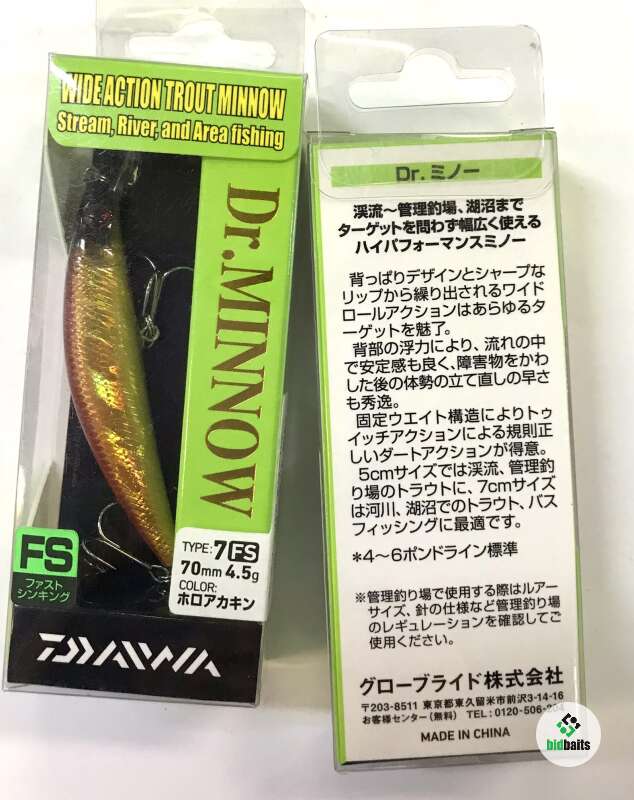 WIDE ACTION TROUT MINNOW
Stream, River, and Area fishing
Dr.MINNOW
FS
ファスト
シンキング
TYPE: 7 FS
70mm 4.5g
COLOR:
ホロアカキン
DAIWA
Dr. ミノー
渓流～管理釣場、湖沼まで
ターゲットを問わず幅広く使える
ハイパフォーマンスミノー
背っぱりデザインとシャープな
リップから繰り出されるワイド
ロールアクションはあらゆるタ
ーゲットを魅了。
背部の浮力により、流れの中
で安定感も良く、障害物をかわ
した後の体勢の立て直しの早さ
も秀逸。
固定ウエイト構造によりトゥ
イッチアクションによる規則正
しいダートアクションが得意。
5cmサイズでは渓流、管理釣
り場のトラウトに、7cmサイズ
は河川、湖沼でのトラウト、バス
フィッシングに最適です。
*4～6ポンドライン標準
※管理釣り場で使用する際はルアー
サイズ、針の仕様など管理釣り場
のレギュレーションを確認してご
使用ください。
グローブライド株式会社
〒203-8511 東京都東久留米市前沢3-14-16
お客様センター(無料) TEL:0120-506-204
MADE IN CHINA
bidbaits